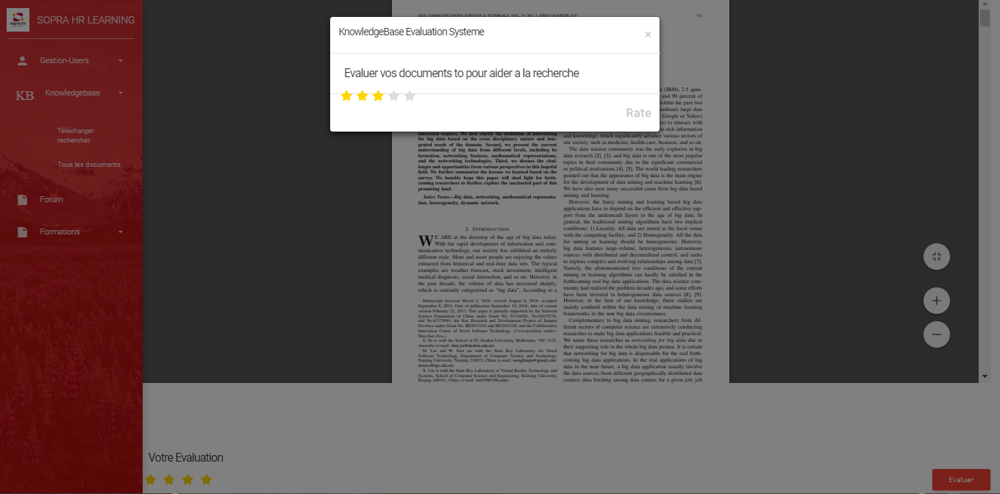 sopra hr
SOPRA HR LEARNING
Gestion-Users
KB Knowledgebase
Télécharger
rechercher
Tous les documents
Forum
Formations
IEEE COMMUNICATIONS SURVEYS & TUTORIALS, VOL. 19, NO. 1, FIRST QUARTER 2017
KnowledgeBase Evaluation Systeme
×
Evaluer vos documents to pour aider a la recherche
Rate
interested readers. We first clarify the definition of networking
for big data based on the cross disciplinary nature and inte-
grated needs of the domain. Second, we present the current
understanding of big data from different levels, including its
formation, networking features, mathematical representations,
and the networking technologies. Third, we discuss the chal-
lenges and opportunities from various perspectives in this hopeful
field. We further summarize the lessons we learned based on the
survey. We humbly hope this paper will shed light for forth-
coming researchers to further explore the uncharted part of this
promising land.
Index Terms—Big data, networking, mathematical representa-
tion, heterogeneity, dynamic network.
I. INTRODUCTION
WE ARE at the doorstep of the age of big data today.
With the rapid development of information and com-
munication technology, our society has exhibited an entirely
different style. More and more people are enjoying the values
extracted from historical and real-time data sets. The typical
examples are weather forecast, stock investment, intelligent
medical diagnosis, social interaction, and so on. However, in
the past decade, the volume of data has increased sharply,
which is currently categorized as “big data”. According to a
Manuscript received March 3, 2016; revised August 4, 2016; accepted
September 8, 2016. Date of publication September 19, 2016; date of current
version February 22, 2017. This paper is partially supported by the National
Science Foundation of China under Grant No. 91318301, No.61672276,
and No.61379041; the Key Research and Development Project of Jiangsu
Province under Grant No. BE2015154 and BE2016120; and the Collaborative
Innovation Center of Novel Software Technology. (Corresponding author:
Wanchun Dou.)
S. Yu is with the School of IT, Deakin University, Melbourne, VIC 3125,
Australia (e-mail: shui.yu@deakin.edu.au).
M. Liu and W. Dou are with the State Key Laboratory for Novel
Software Technology, Department of Computer Science and Technology,
Nanjing University, Nanjing 210023, China (e-mail:
X. Liu is with the State Key Laboratory of Virtual Reality Technology and
Systems, School of Computer Science and Engineering, Beihang University,
Beijing 100191, China
(IBM), 2.5 quin-
and 90 percent of
within the past two
ordinary large data
Google or Yahoo)
to interact with
rich information
and knowledge, which significantly advance various sectors of
our society, such as medicine, health-care, business, and so on.
The data science community was the early explorers in big
data research [2], [3], and big data is one of the most popular
topics in their community due to the significant commercial
or political motivations [4], [5]. The world leading researchers
pointed out that the appearance of big data is the main engine
for the development of data mining and machine learning [6].
We have also seen many successful cases from big data based
mining and learning.
However, the fancy mining and learning based big data
applications have to depend on the efficient and effective sup-
port from the underneath layers in the age of big data. In
general, the traditional mining algorithms have two implicit
conditions: 1) Locality. All data are stored at the local venue
with the computing facility; and 2) Homogeneity. All the data
for mining or learning should be homogeneous. However,
big data features large-volume, heterogeneous, autonomous
sources with distributed and decentralized control, and seeks
to explore complex and evolving relationships among data [7].
Namely, the aforementioned two conditions of the current
mining or learning algorithms can hardly be satisfied in the
forthcoming real big data applications. The data science com-
munity had realized the problem decades ago, and some efforts
have been invested in heterogeneous data sources [8], [9].
However, to the best of our knowledge, these studies are
mainly confined within the data mining or machine learning
frameworks in the non big data circumstance.
Complementary to big data mining, researchers from dif-
ferent sectors of computer science are extensively conducting
researches to make big data applications feasible and practical.
We name these researches as networking for big data due to
their supporting role in the whole big data picture. It is certain
that networking for big data is dispensable for the real forth-
coming big data applications. In the real applications of big
data in the near future, a big data application usually involve
the data sources from different geographically distributed data
centers; data fetching among data centers for a given job; job
Votre Evaluation
Evaluer